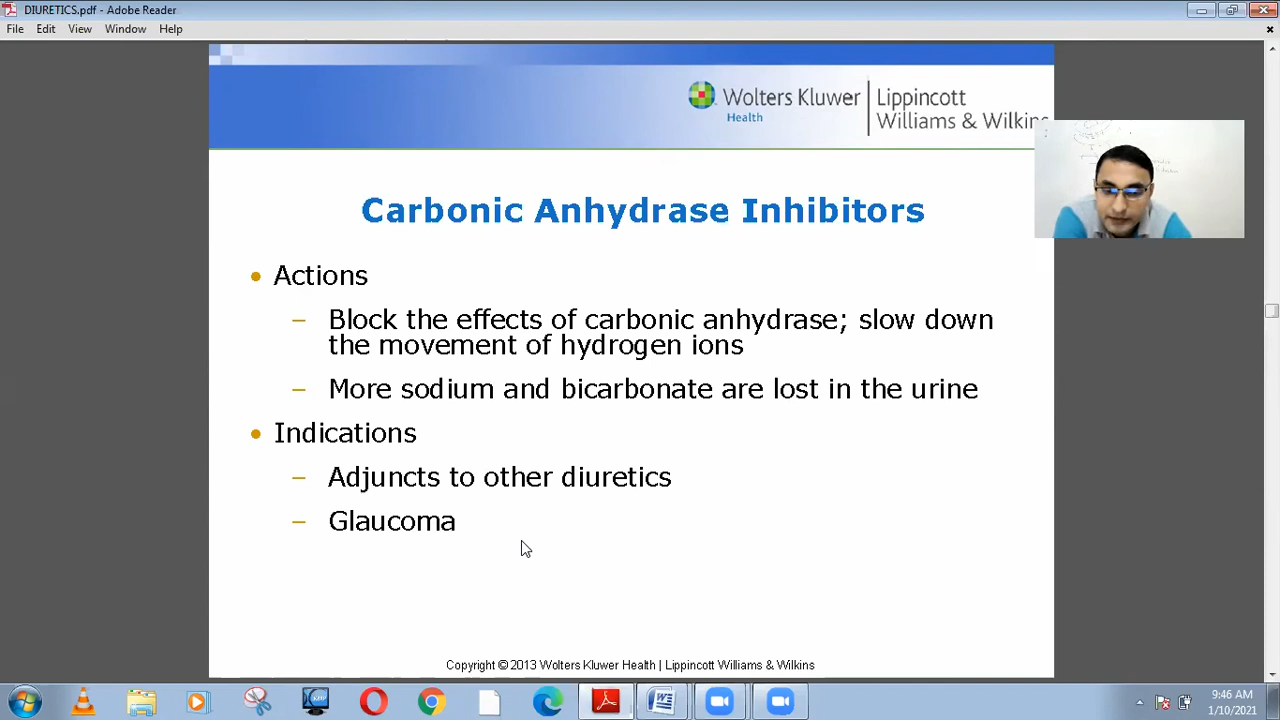 DIURETICS.pdf - Adobe Reader
File Edit View Window Help
Wolters Kluwer
Health
Lippincott
Williams & Wilkins
Carbonic Anhydrase Inhibitors
• Actions
– Block the effects of carbonic anhydrase; slow down
the movement of hydrogen ions
– More sodium and bicarbonate are lost in the urine
• Indications
– Adjuncts to other diuretics
– Glaucoma
Copyright © 2013 Wolters Kluwer Health | Lippincott Williams & Wilkins
9:46 AM
1/10/2021